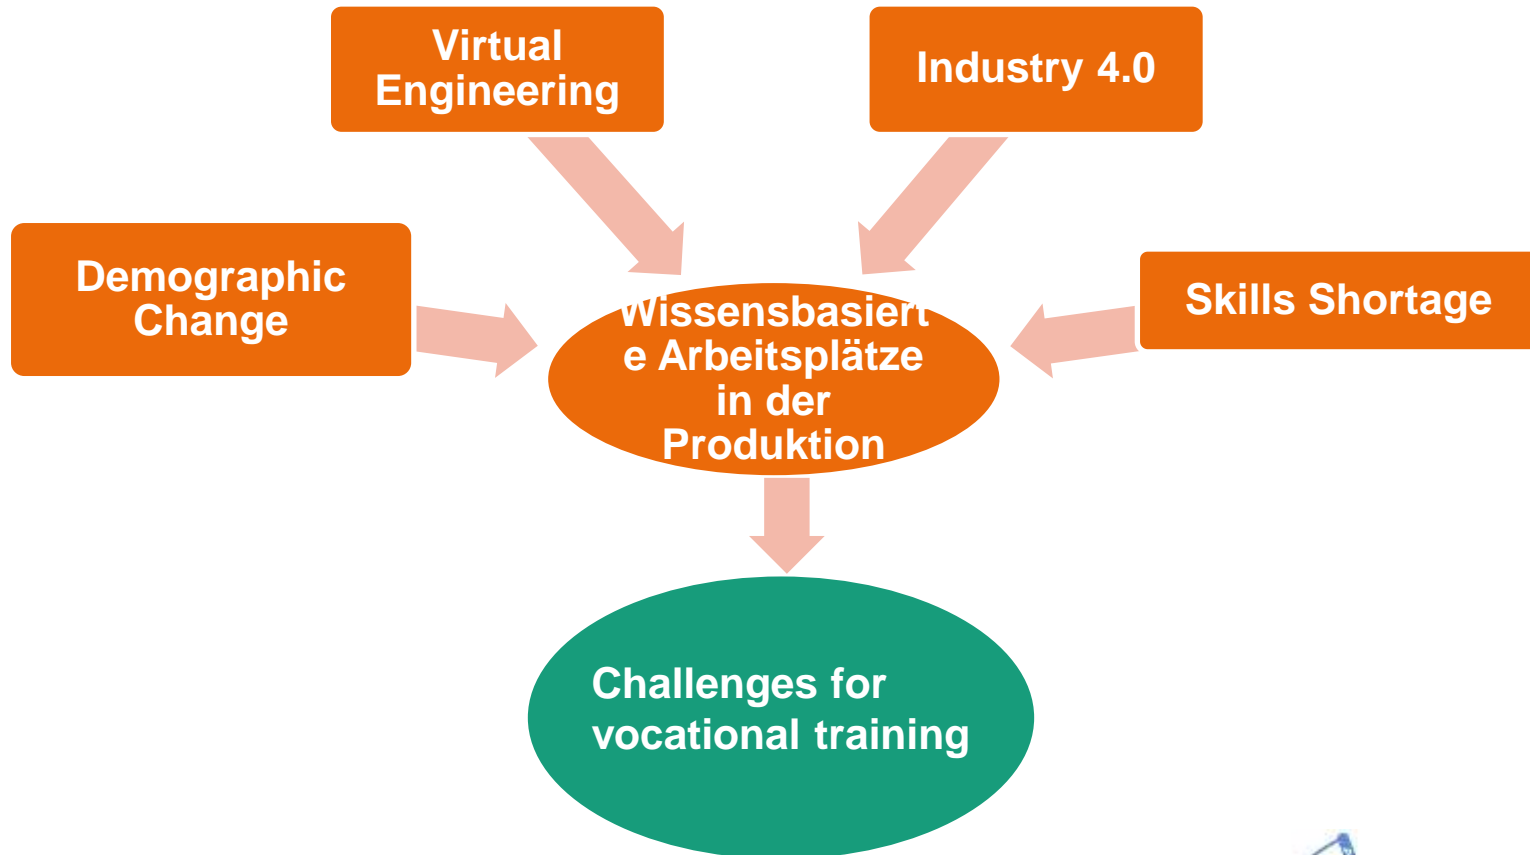 Virtual
Engineering
Industry 4.0
Demographic
Change
Skills Shortage
Wissensbasiert
e Arbeitsplätze
in der
Produktion
Challenges for
vocational training